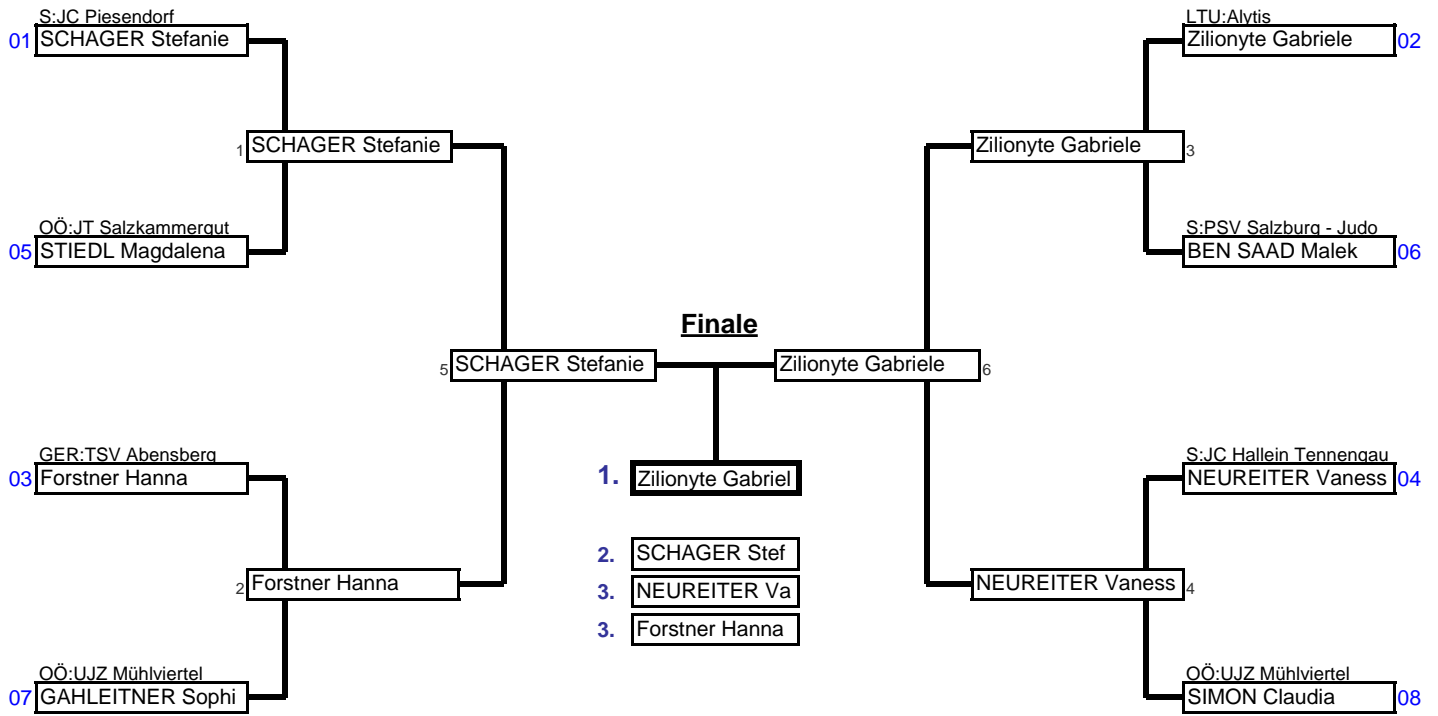 S:JC Piesendorf
01 SCHAGER Stefanie
1 SCHAGER Stefanie
OÖ:JT Salzkammergut
05 STIEDL Magdalena
5 SCHAGER Stefanie
GER:TSV Abensberg
03 Forstner Hanna
2 Forstner Hanna
OÖ:UJZ Mühlviertel
07 GAHLEITNER Sophi
Finale
1. Zilionyte Gabriel
2. SCHAGER Stef
3. NEUREITER Va
3. Forstner Hanna
LTU:Alytis
Zilionyte Gabriele 02
Zilionyte Gabriele 3
S:PSV Salzburg - Judo
BEN SAAD Malek 06
Zilionyte Gabriele 6
S:JC Hallein Tennengau
NEUREITER Vaness 04
NEUREITER Vaness 4
OÖ:UJZ Mühlviertel
SIMON Claudia 08